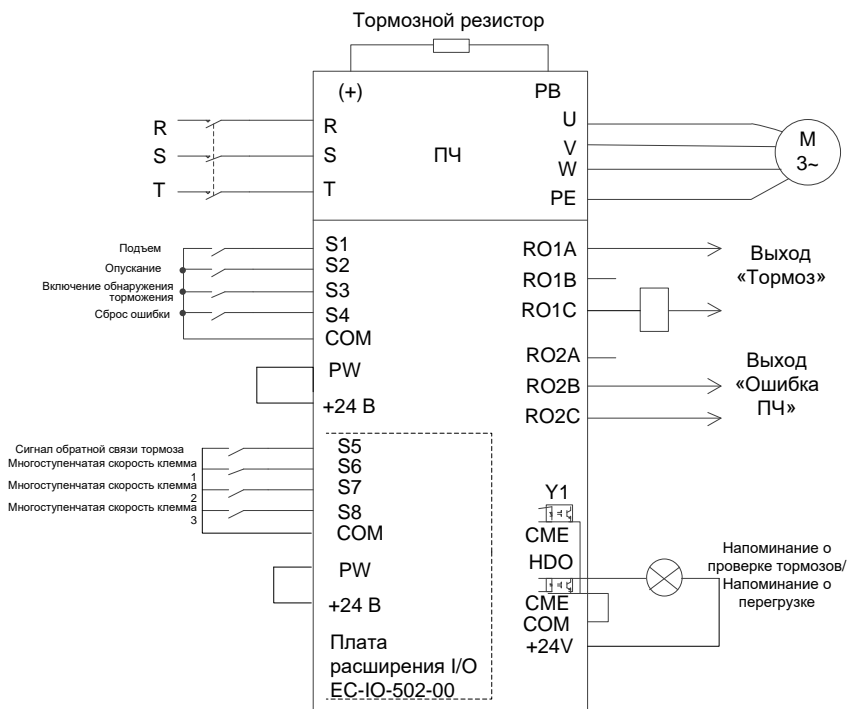 Тормозной резистор
(+)
PB
R
S
T
R
S
T
ПЧ
U
V
W
PE
M
3~
Подъем
Опускание
Включение обнаружения
торможения
Сброс ошибки
S1
S2
S3
S4
COM
PW
+24 В
RO1A
RO1B
RO1C
RO2A
RO2B
RO2C
Выход
«Тормоз»
Выход
«Ошибка
ПЧ»
Сигнал обратной связи тормоза
Многоступенчатая скорость клемма
1
Многоступенчатая скорость клемма
2
Многоступенчатая скорость клемма
3
S5
S6
S7
S8
COM
PW
+24 В
Плата
расширения I/O
EC-IO-502-00
Y1
CME
HDO
CME
COM
+24V
Напоминание о
проверке тормозов/
Напоминание о
перегрузке